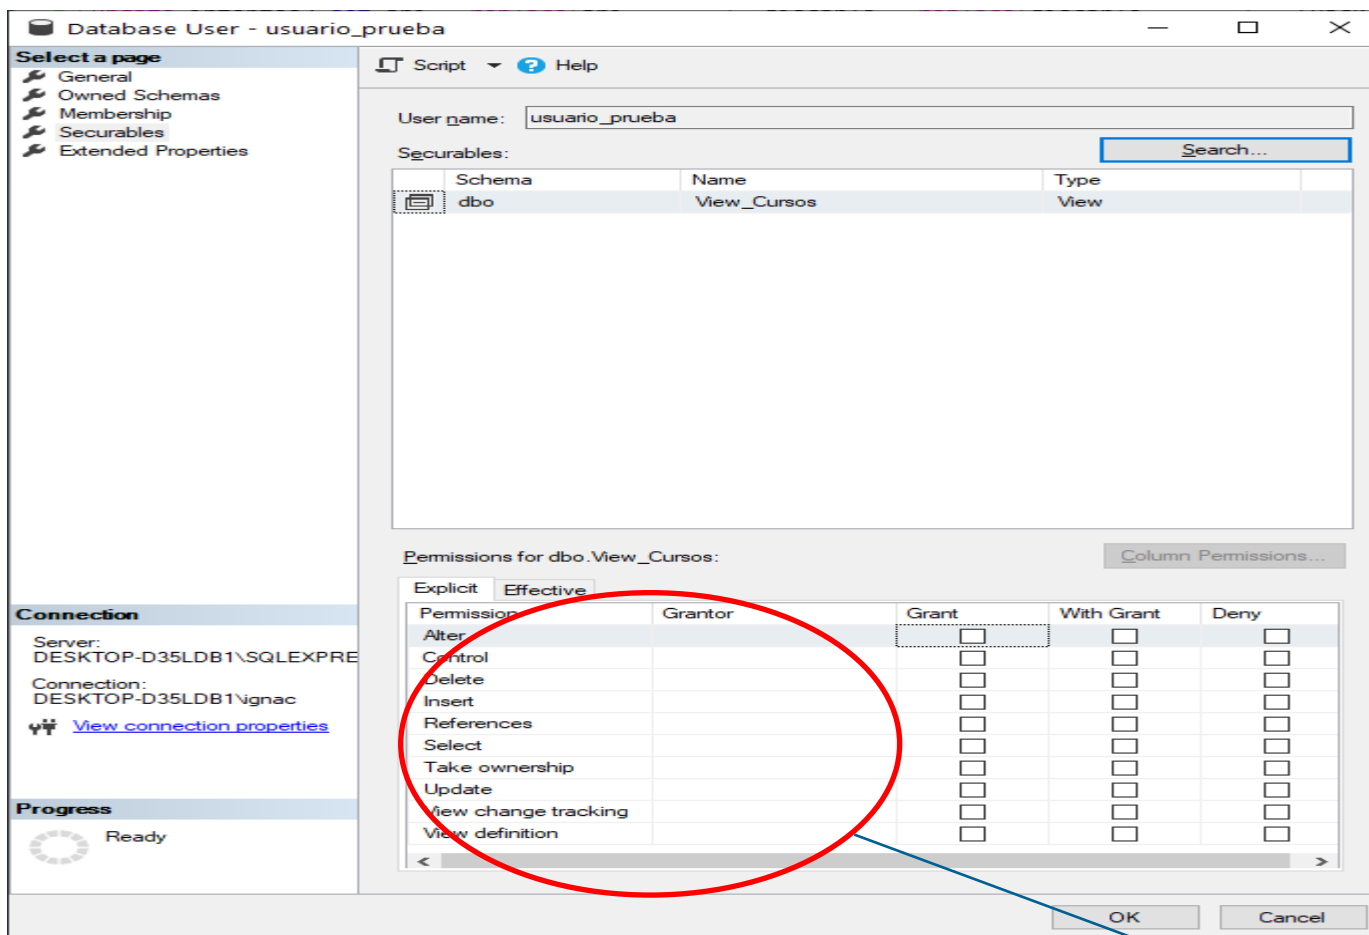 Database User - usuario_prueba
Select a page
General
Owned Schemas
Membership
Securables
Extended Properties
Script
Help
User name: usuario_prueba
Securables:
Search...
Schema Name Type
dbo View_Cursos View
Permissions for dbo.View_Cursos:
Column Permissions...
Explicit Effective
Permission Grantor Grant With Grant Deny
Alter
Control
Delete
Insert
References
Select
Take ownership
Update
View change tracking
View definition
Connection
Server:
DESKTOP-D35LDB1\SQLEXPRE
Connection:
DESKTOP-D35LDB1\ignac
View connection properties
Progress
Ready
OK Cancel